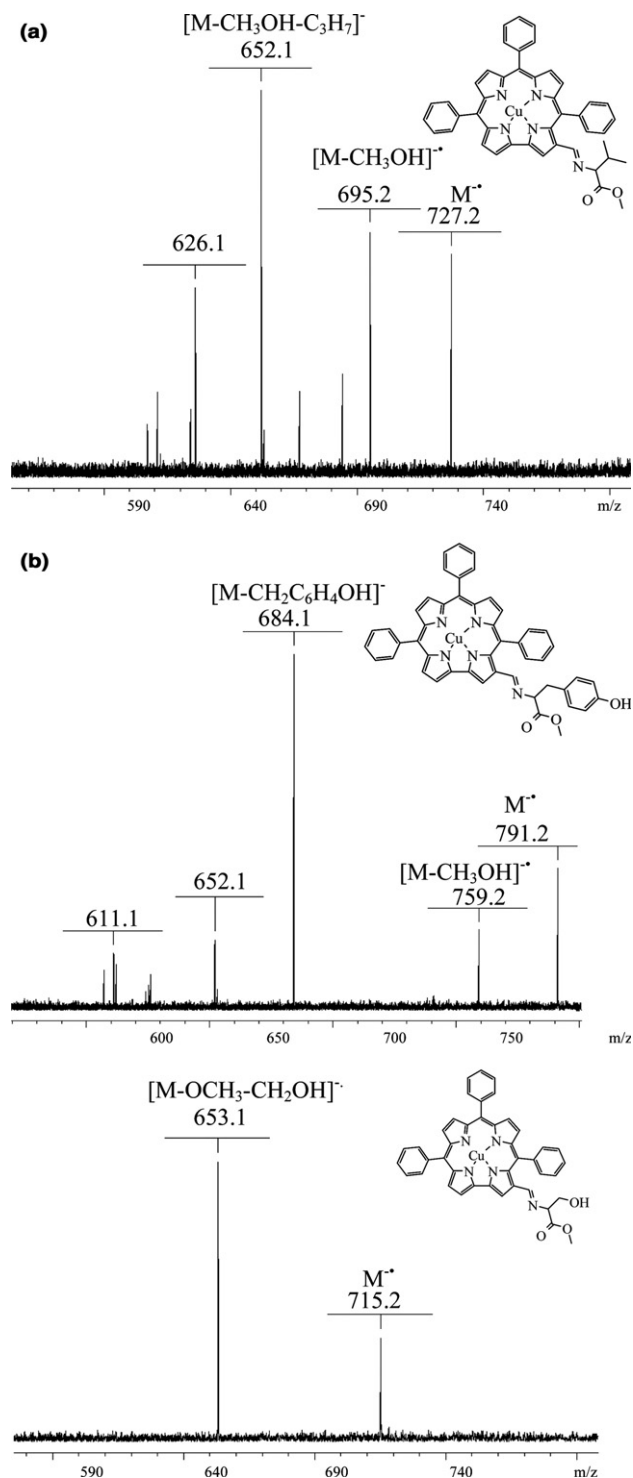 (a)
[M-CH₃OH-C₃H₇]⁻
652.1
[M-CH₃OH]⁻•
695.2
M⁻•
727.2
626.1
Cu
N
N
N
N
N
O
O
590 640 690 740 m/z
(b)
[M-CH₂C₆H₄OH]⁻
684.1
M⁻•
791.2
[M-CH₃OH]⁻•
759.2
652.1
611.1
Cu
N
N
N
N
N
OH
O
O
600 650 700 750 m/z
[M-OCH₃-CH₂OH]⁻·
653.1
M⁻•
715.2
Cu
N
N
N
N
N
OH
O
O
590 640 690 740 m/z